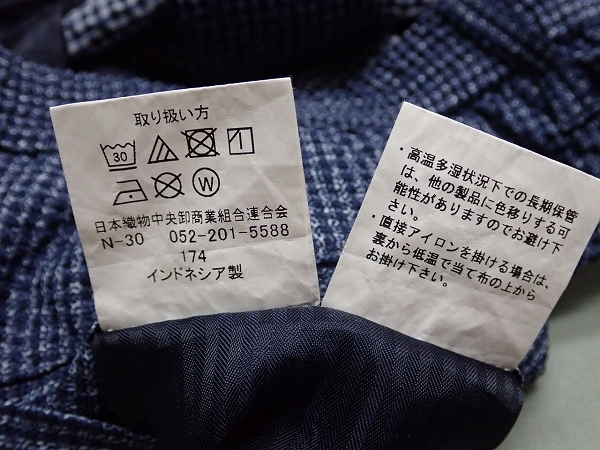 取り扱い方
30
W
日本織物中央卸商業組合連合会
N-30 052-201-5588
174
インドネシア製
・高温多湿状況下での長期保管
は、他の製品に色移りする可
能性がありますのでお避け下
さい。
・直接アイロンを掛ける場合は、
裏から低温で当て布の上から
お掛け下さい。